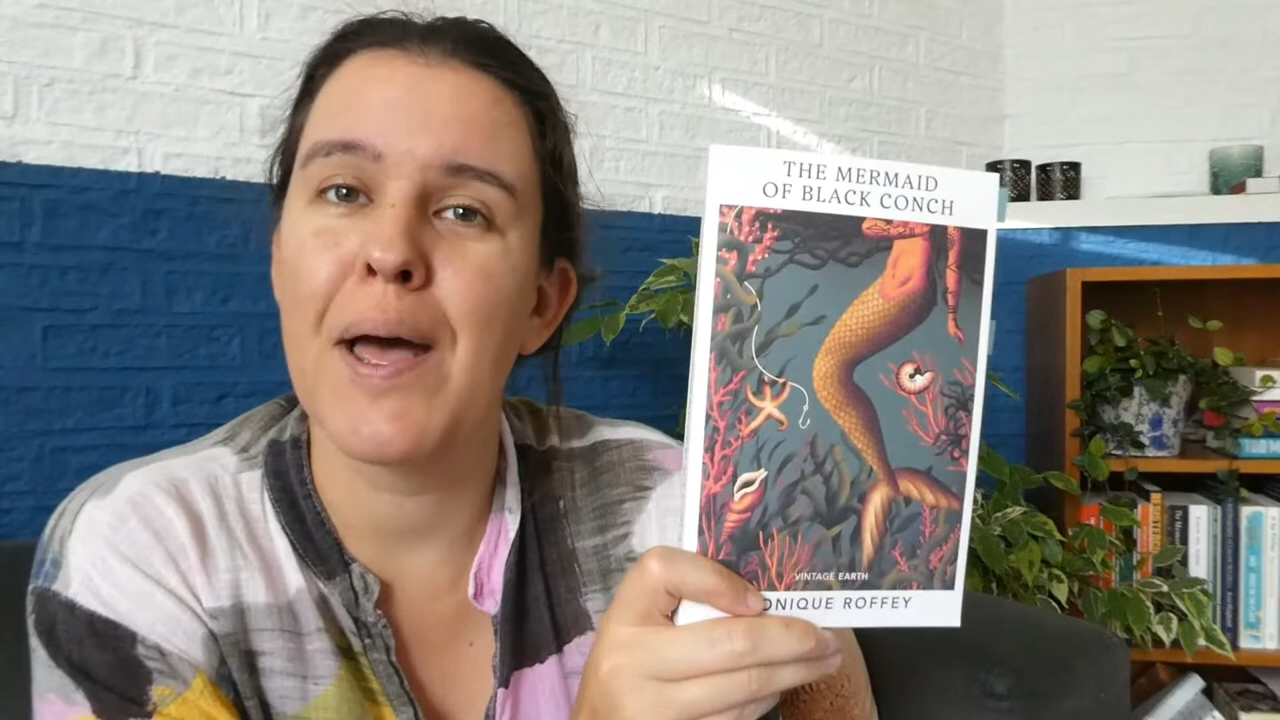 THE MERMAID
OF BLACK CONCH
VINTAGE EARTH
ONIQUE ROFFEY